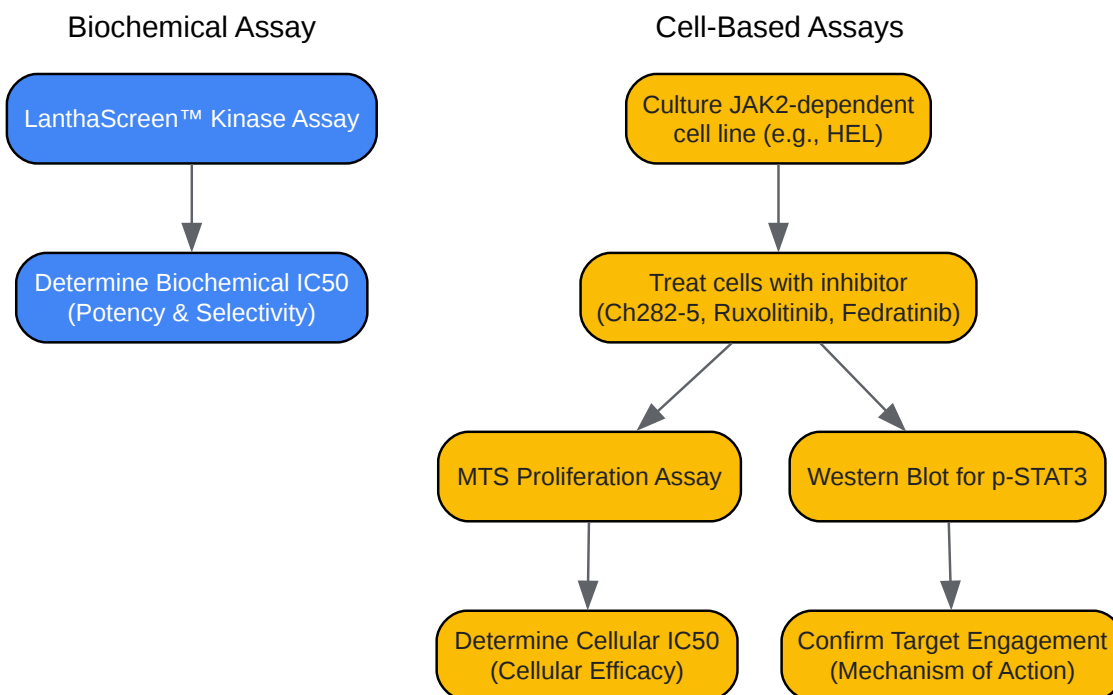 Biochemical Assay
LanthaScreen™ Kinase Assay
Determine Biochemical IC50
(Potency & Selectivity)
Cell-Based Assays
Culture JAK2-dependent
cell line (e.g., HEL)
Treat cells with inhibitor
(Ch282-5, Ruxolitinib, Fedratinib)
MTS Proliferation Assay
Western Blot for p-STAT3
Determine Cellular IC50
(Cellular Efficacy)
Confirm Target Engagement
(Mechanism of Action)